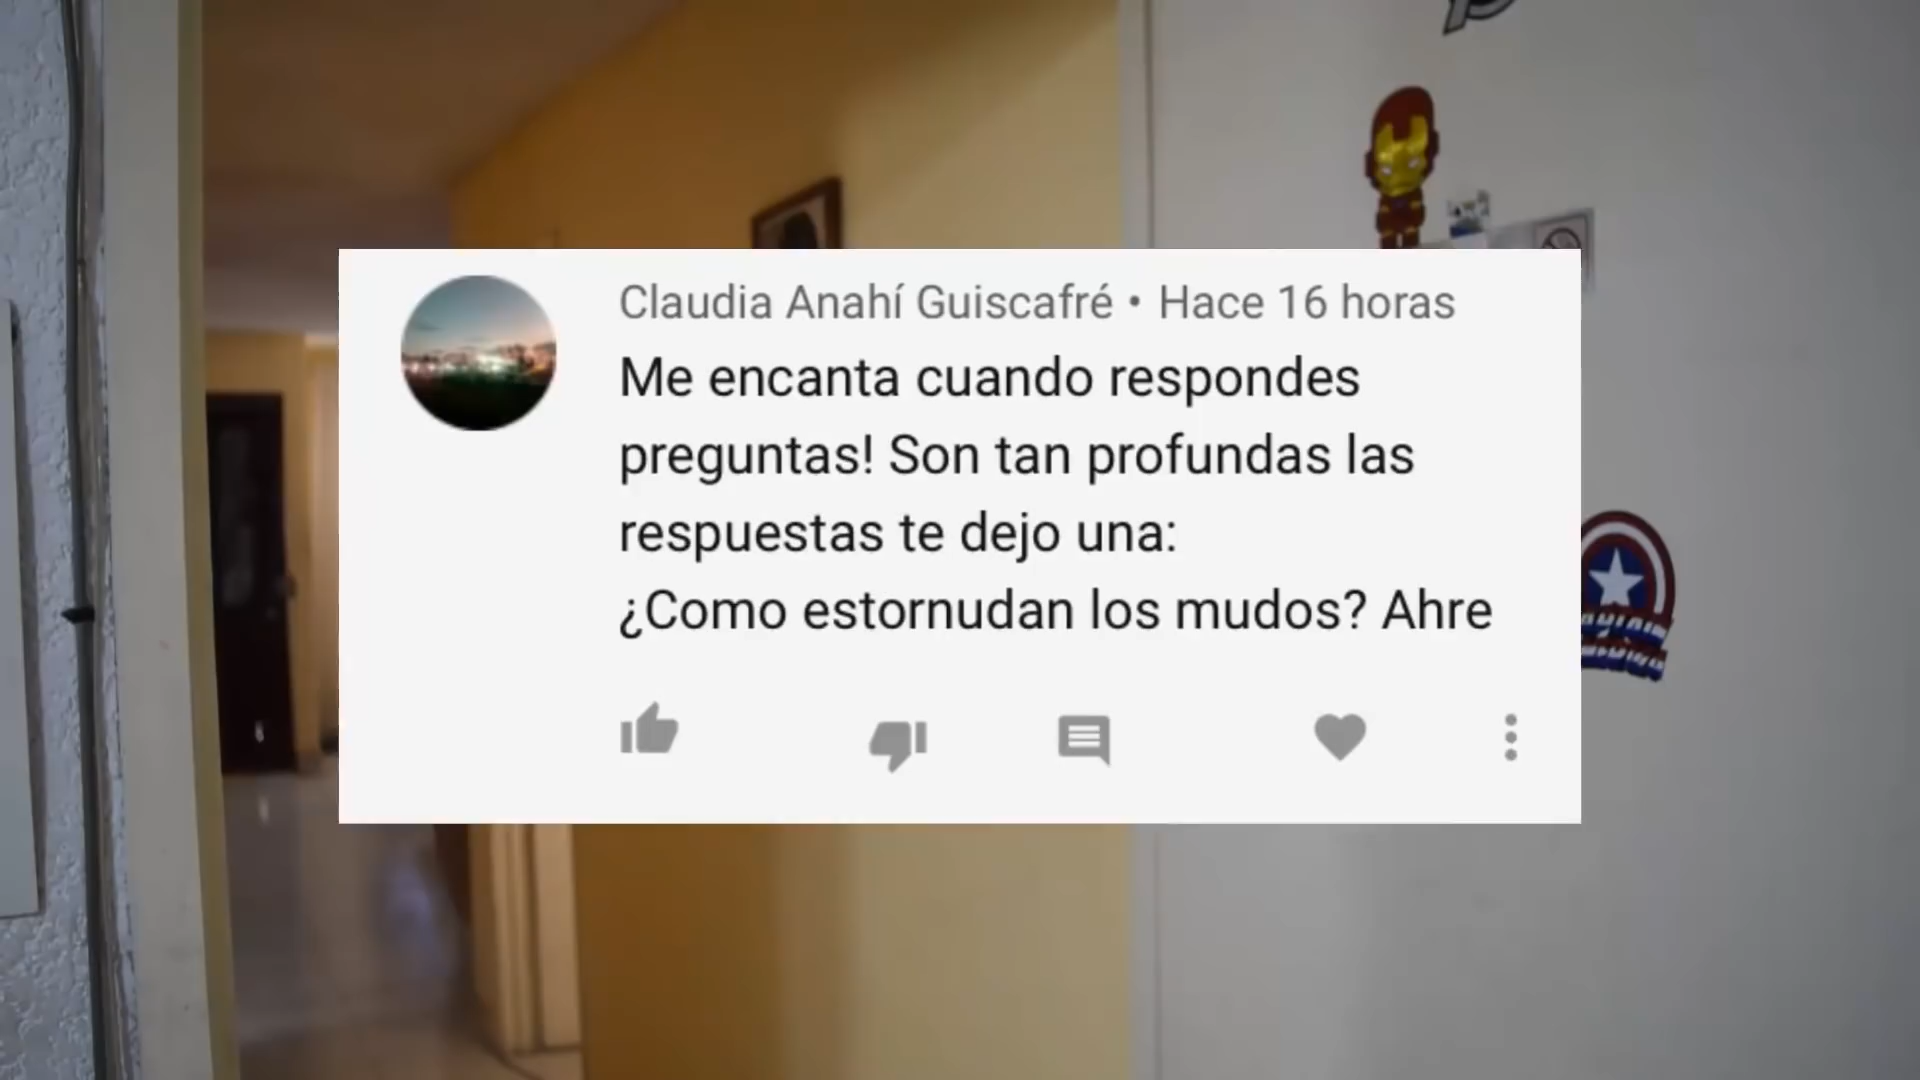 Claudia Anahí Guiscafré • Hace 16 horas
Me encanta cuando respondes
preguntas! Son tan profundas las
respuestas te dejo una:
¿Como estornudan los mudos? Ahre